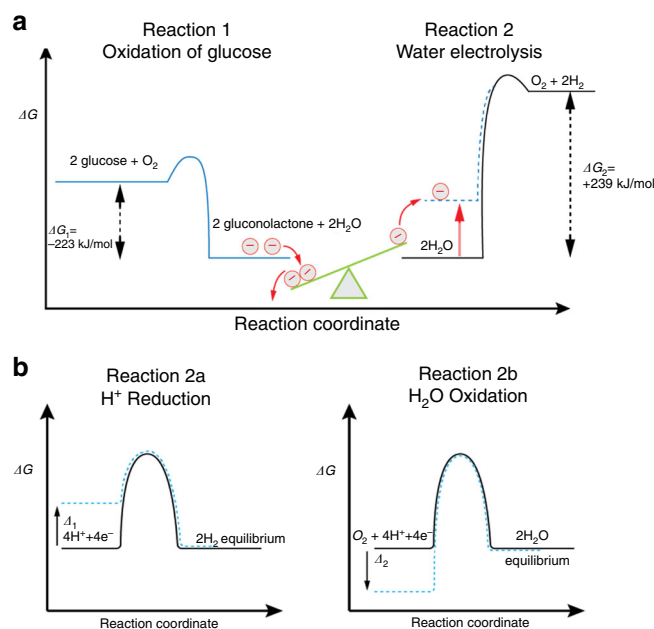 a
Reaction 1
Oxidation of glucose
Reaction 2
Water electrolysis
ΔG
2 glucose + O₂
ΔG₁=
−223 kJ/mol
2 gluconolactone + 2H₂O
− −
− −
−
−
2H₂O
O₂ + 2H₂
ΔG₂=
+239 kJ/mol
Reaction coordinate
b
Reaction 2a
H⁺ Reduction
ΔG
Δ₁
4H⁺+4e⁻
2H₂ equilibrium
Reaction coordinate
Reaction 2b
H₂O Oxidation
ΔG
O₂ + 4H⁺+4e⁻
Δ₂
2H₂O
equilibrium
Reaction coordinate